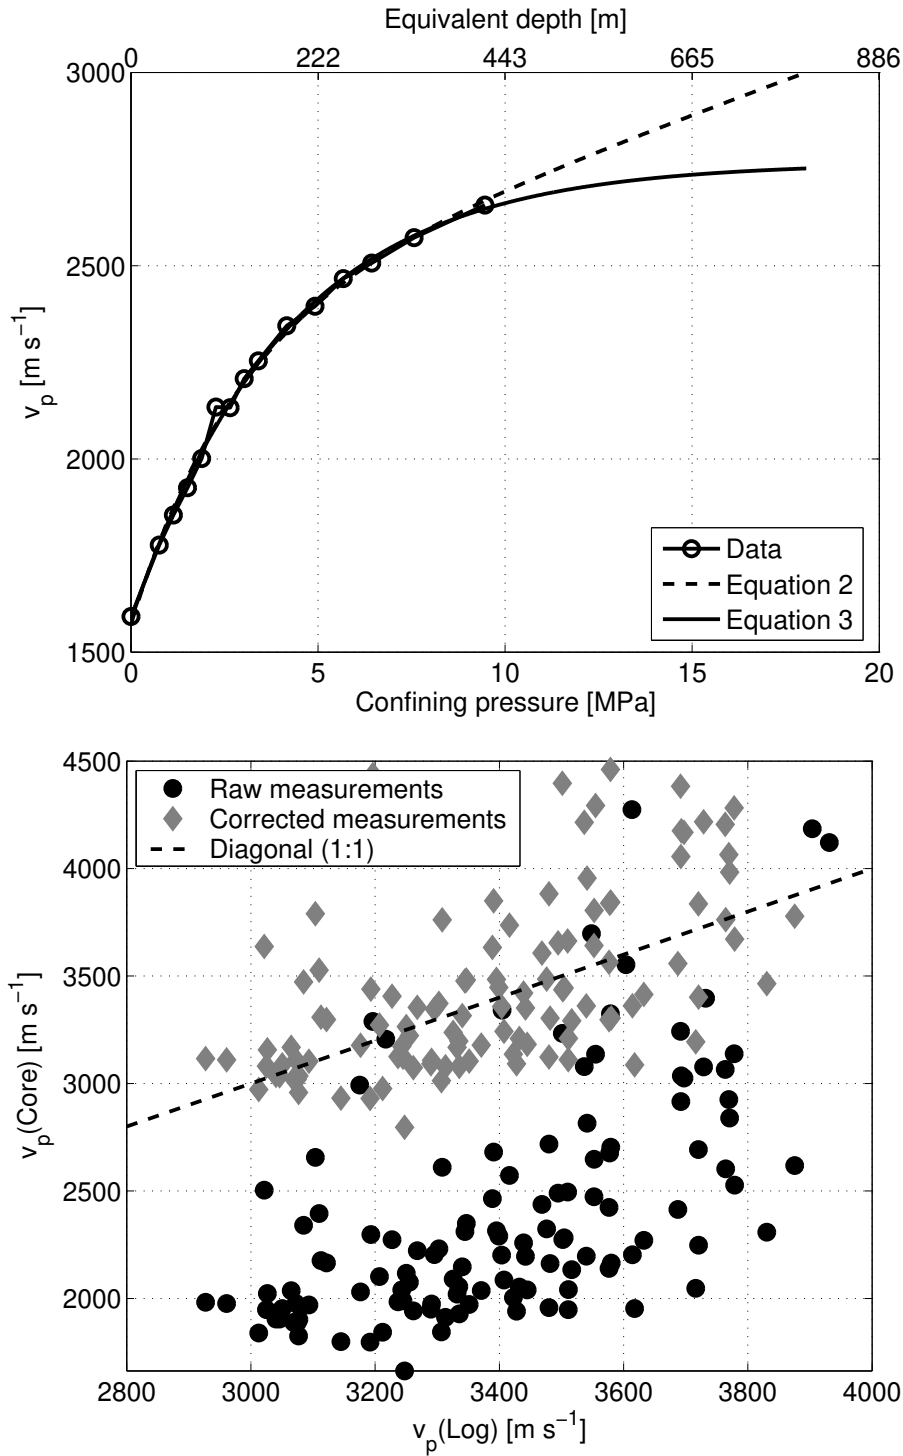 Equivalent depth [m]
0 222 443 665 886
3000
2500
2000
1500
v_p [m s⁻¹]
Data
Equation 2
Equation 3
0 5 10 15 20
Confining pressure [MPa]
4500
4000
3500
3000
2500
2000
v_p(Core) [m s⁻¹]
Raw measurements
Corrected measurements
Diagonal (1:1)
2800 3000 3200 3400 3600 3800 4000
v_p(Log) [m s⁻¹]